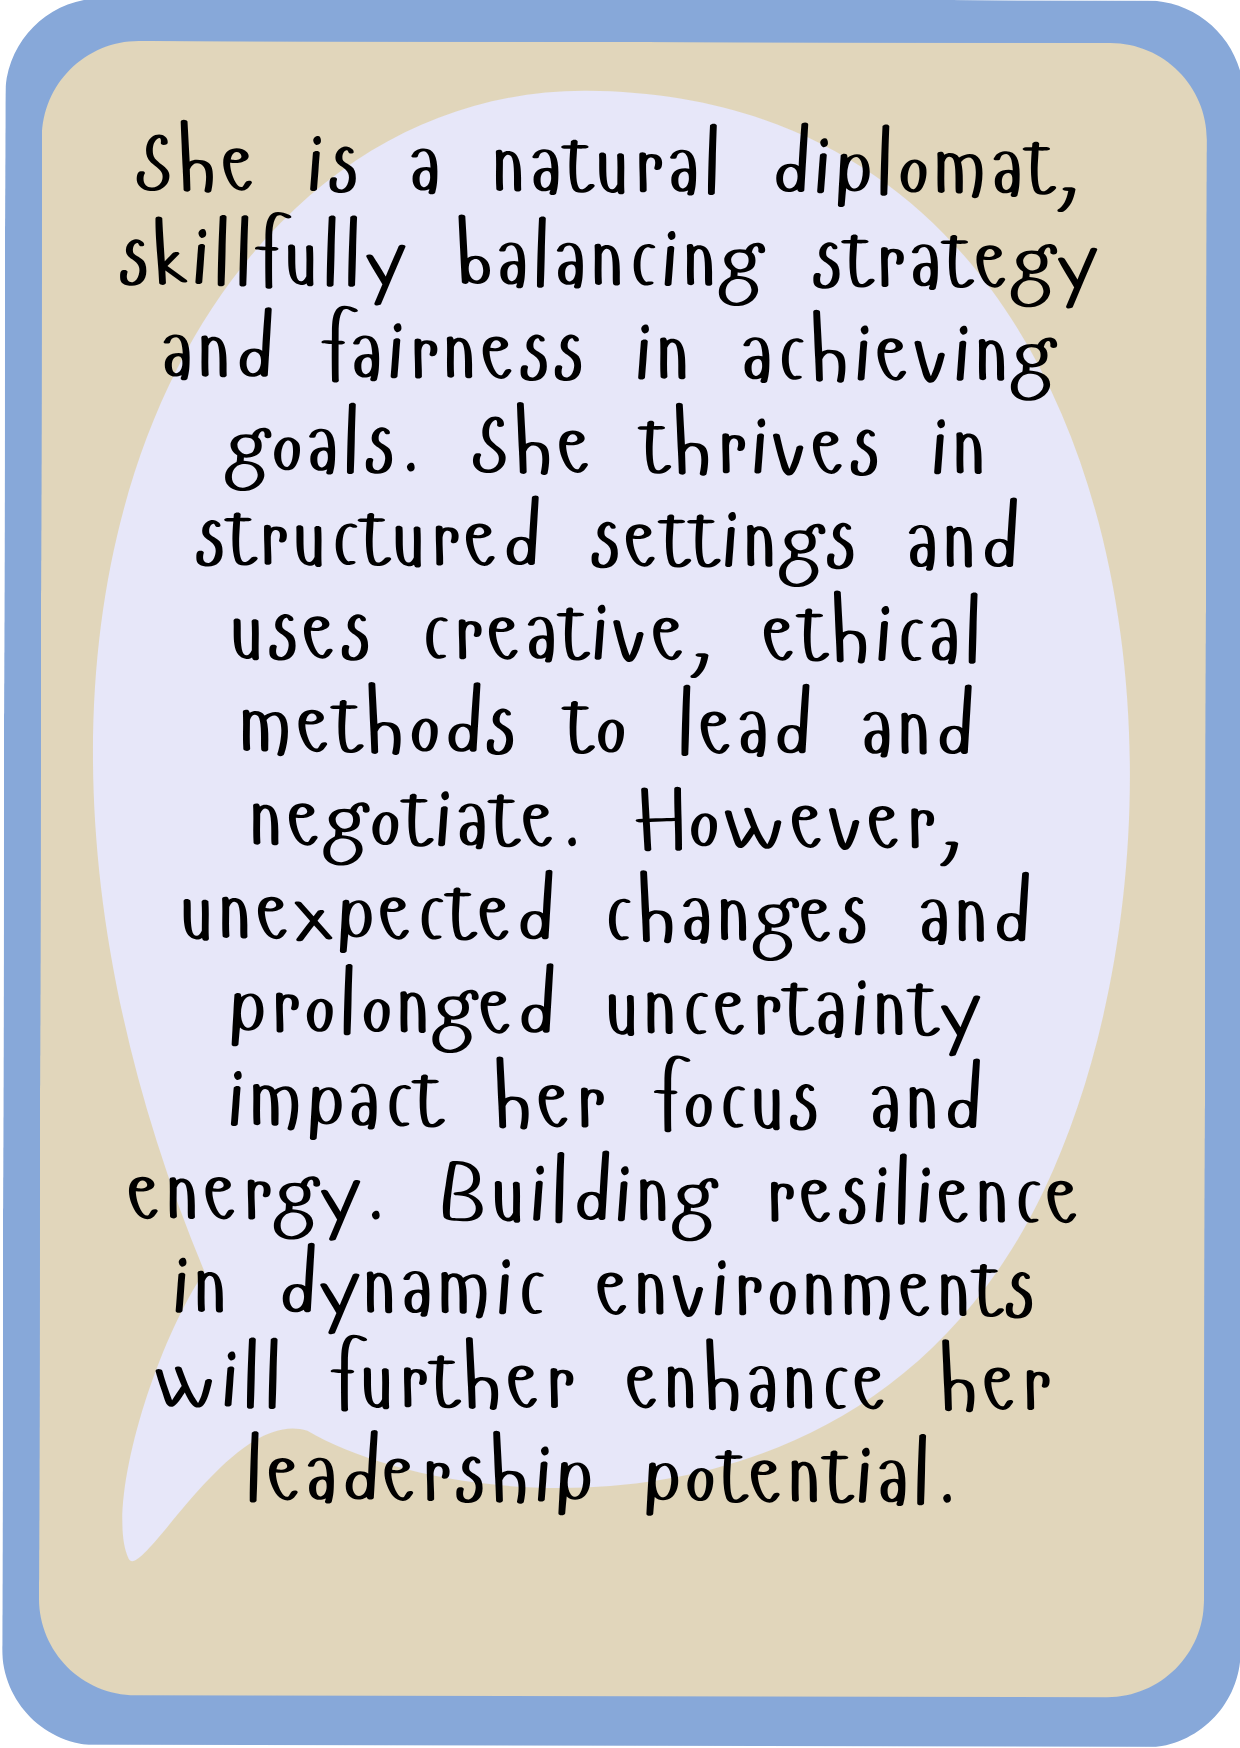 She is a natural diplomat,
skillfully balancing strategy
and fairness in achieving
goals. She thrives in
structured settings and
uses creative, ethical
methods to lead and
negotiate. However,
unexpected changes and
prolonged uncertainty
impact her focus and
energy. Building resilience
in dynamic environments
will further enhance her
leadership potential.